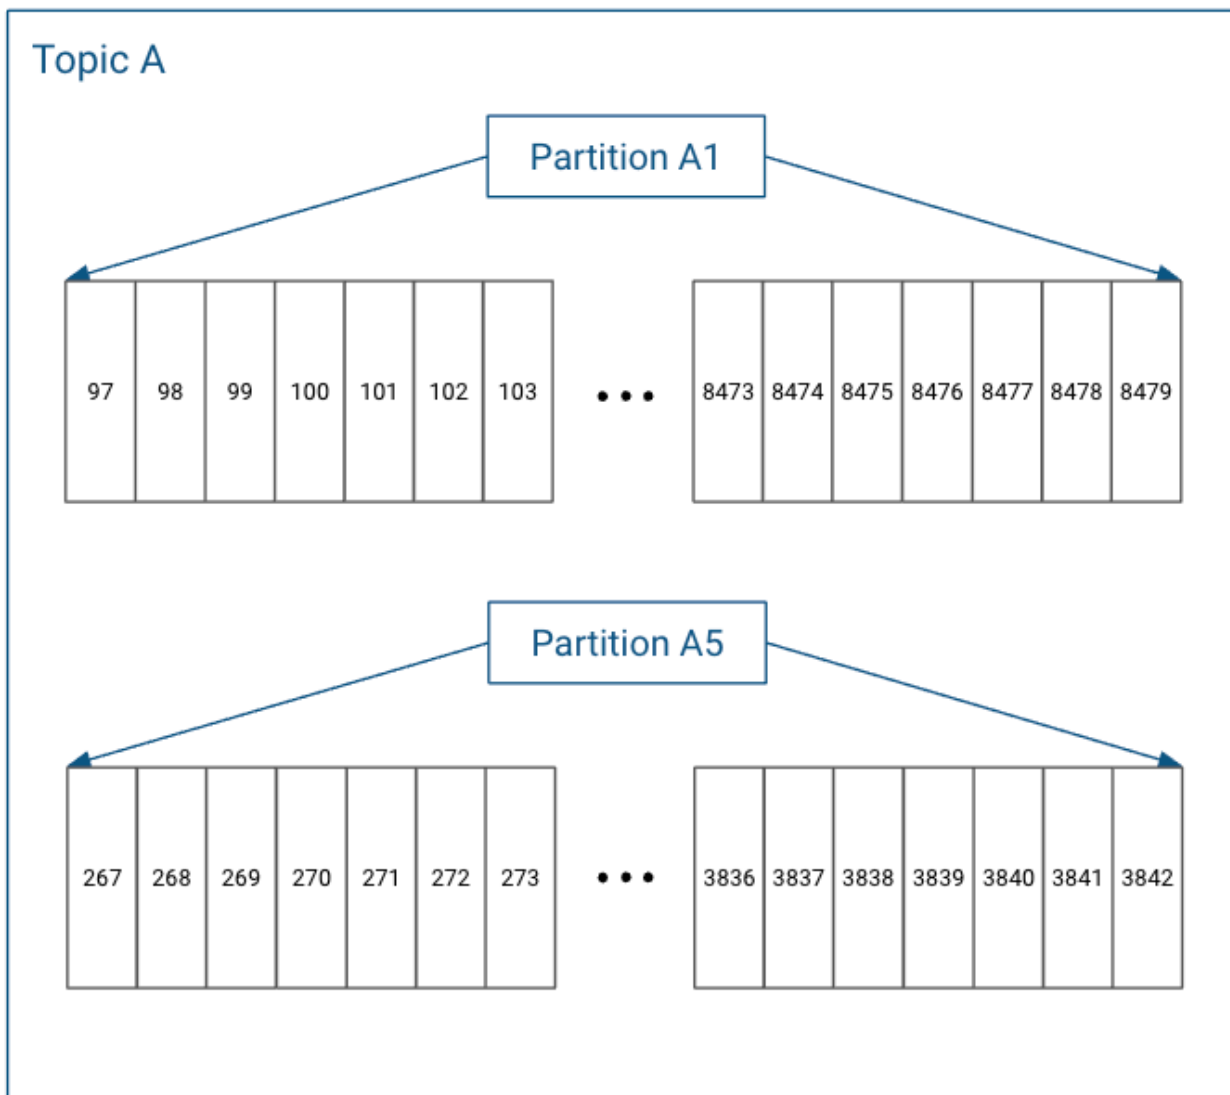 Topic A
Partition A1
97 98 99 100 101 102 103 ••• 8473 8474 8475 8476 8477 8478 8479
Partition A5
267 268 269 270 271 272 273 ••• 3836 3837 3838 3839 3840 3841 3842